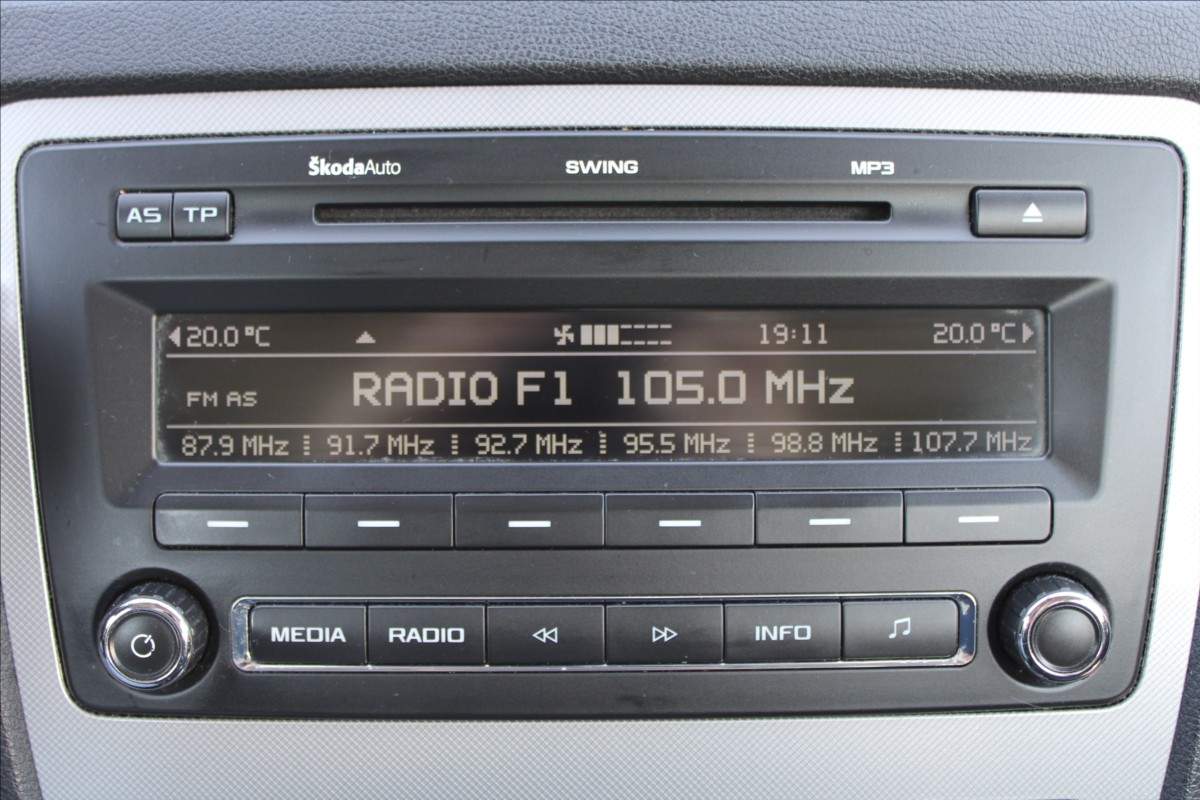 ŠkodaAuto SWING MP3
AS TP
20.0 °C 19:11 20.0 °C
FM AS RADIO F1 105.0 MHz
87.9 MHz 91.7 MHz 92.7 MHz 95.5 MHz 98.8 MHz 107.7 MHz
MEDIA RADIO INFO